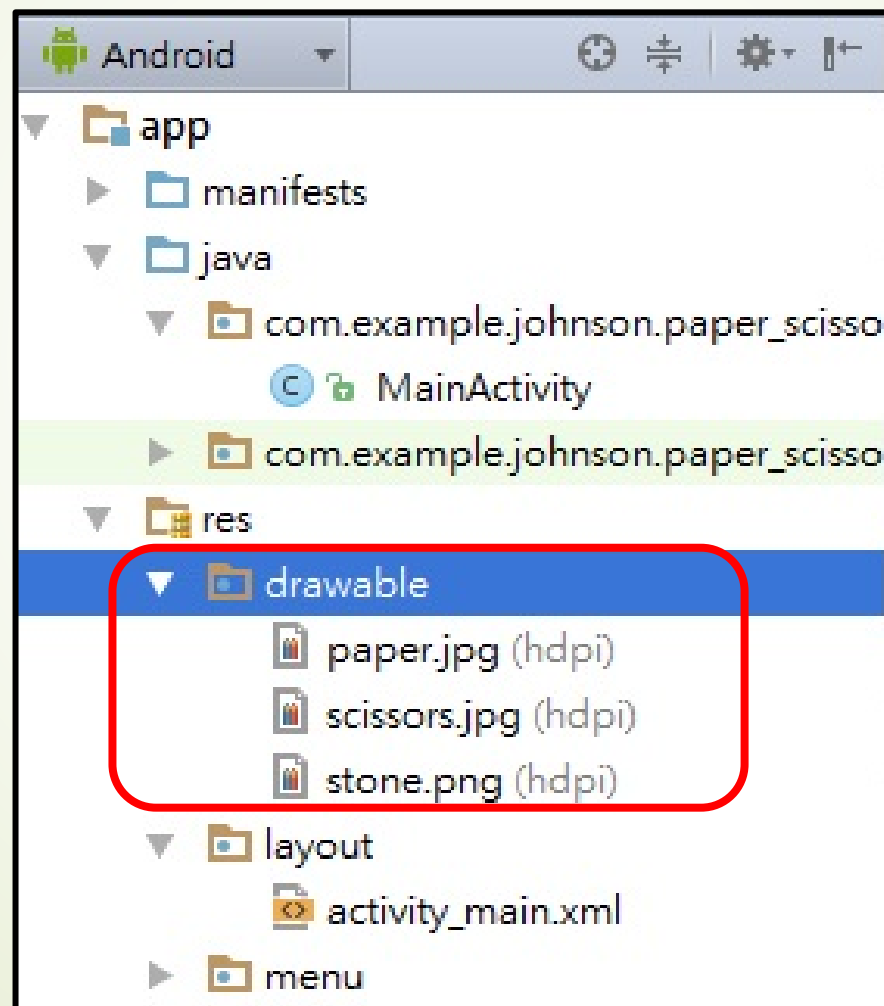 Android
app
manifests
java
com.example.johnson.paper_scisso
MainActivity
com.example.johnson.paper_scisso
res
drawable
paper.jpg (hdpi)
scissors.jpg (hdpi)
stone.png (hdpi)
layout
activity_main.xml
menu